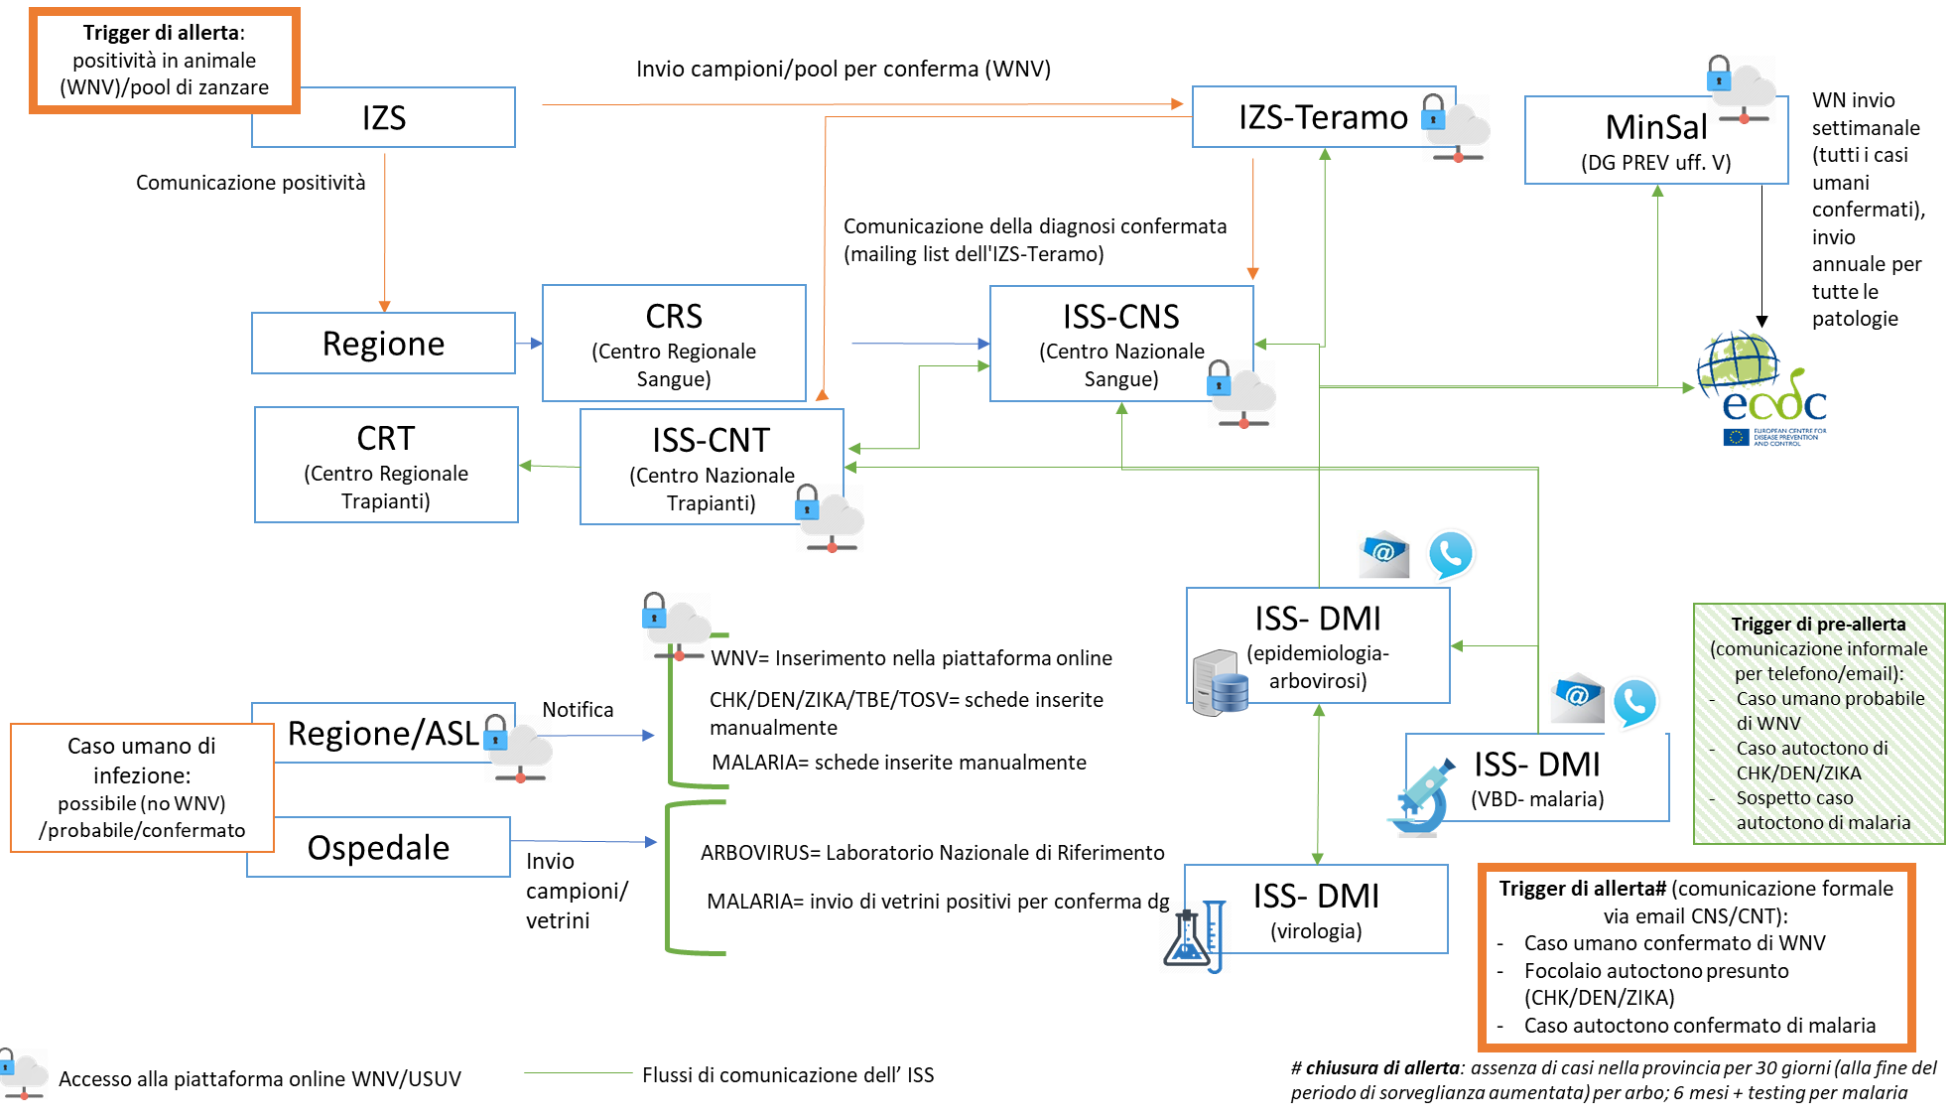 Trigger di allerta:
positività in animale
(WNV)/pool di zanzare
IZS
Invio campioni/pool per conferma (WNV)
IZS-Teramo
MinSal
(DG PREV uff. V)
WN invio
settimanale
(tutti i casi
umani
confermati),
invio
annuale per
tutte le
patologie
Comunicazione positività
Comunicazione della diagnosi confermata
(mailing list dell'IZS-Teramo)
Regione
CRS
(Centro Regionale
Sangue)
ISS-CNS
(Centro Nazionale
Sangue)
ecdc
EUROPEAN CENTRE FOR
DISEASE PREVENTION
AND CONTROL
CRT
(Centro Regionale
Trapianti)
ISS-CNT
(Centro Nazionale
Trapianti)
@
ISS- DMI
(epidemiologia-
arbovirosi)
Trigger di pre-allerta
(comunicazione informale
per telefono/email):
- Caso umano probabile
di WNV
- Caso autoctono di
CHK/DEN/ZIKA
- Sospetto caso
autoctono di malaria
WNV= Inserimento nella piattaforma online
CHK/DEN/ZIKA/TBE/TOSV= schede inserite
manualmente
MALARIA= schede inserite manualmente
Regione/ASL
Notifica
@
ISS- DMI
(VBD- malaria)
Caso umano di
infezione:
possibile (no WNV)
/probabile/confermato
Ospedale
Invio
campioni/
vetrini
ARBOVIRUS= Laboratorio Nazionale di Riferimento
MALARIA= invio di vetrini positivi per conferma dg
ISS- DMI
(virologia)
Trigger di allerta# (comunicazione formale
via email CNS/CNT):
- Caso umano confermato di WNV
- Focolaio autoctono presunto
(CHK/DEN/ZIKA)
- Caso autoctono confermato di malaria
Accesso alla piattaforma online WNV/USUV
Flussi di comunicazione dell' ISS
# chiusura di allerta: assenza di casi nella provincia per 30 giorni (alla fine del
periodo di sorveglianza aumentata) per arbo; 6 mesi + testing per malaria